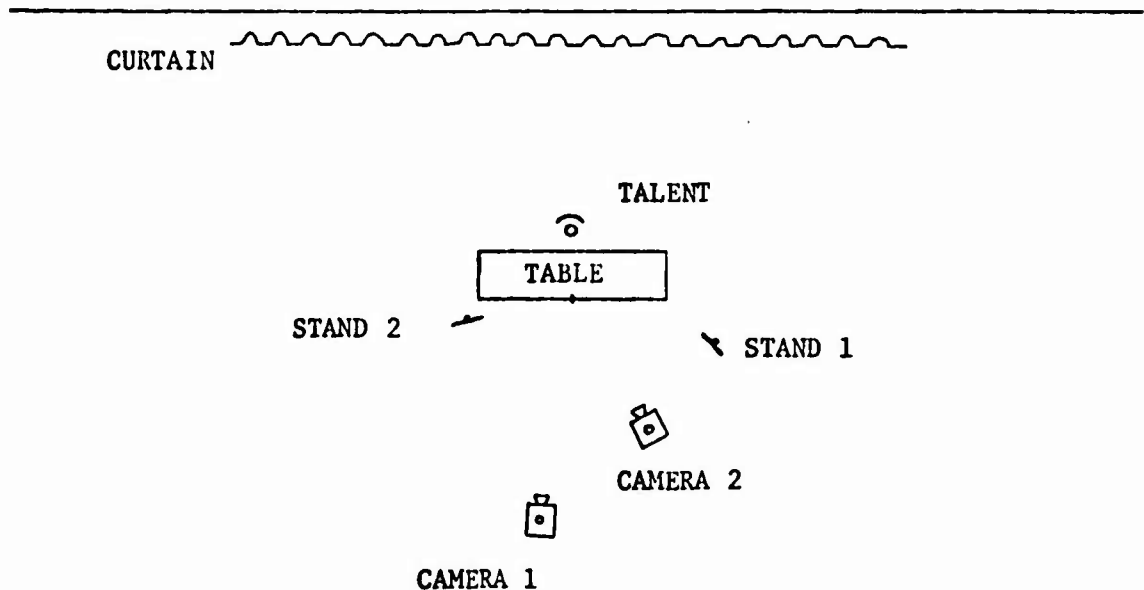 CURTAIN
TALENT
TABLE
STAND 2
STAND 1
CAMERA 2
CAMERA 1